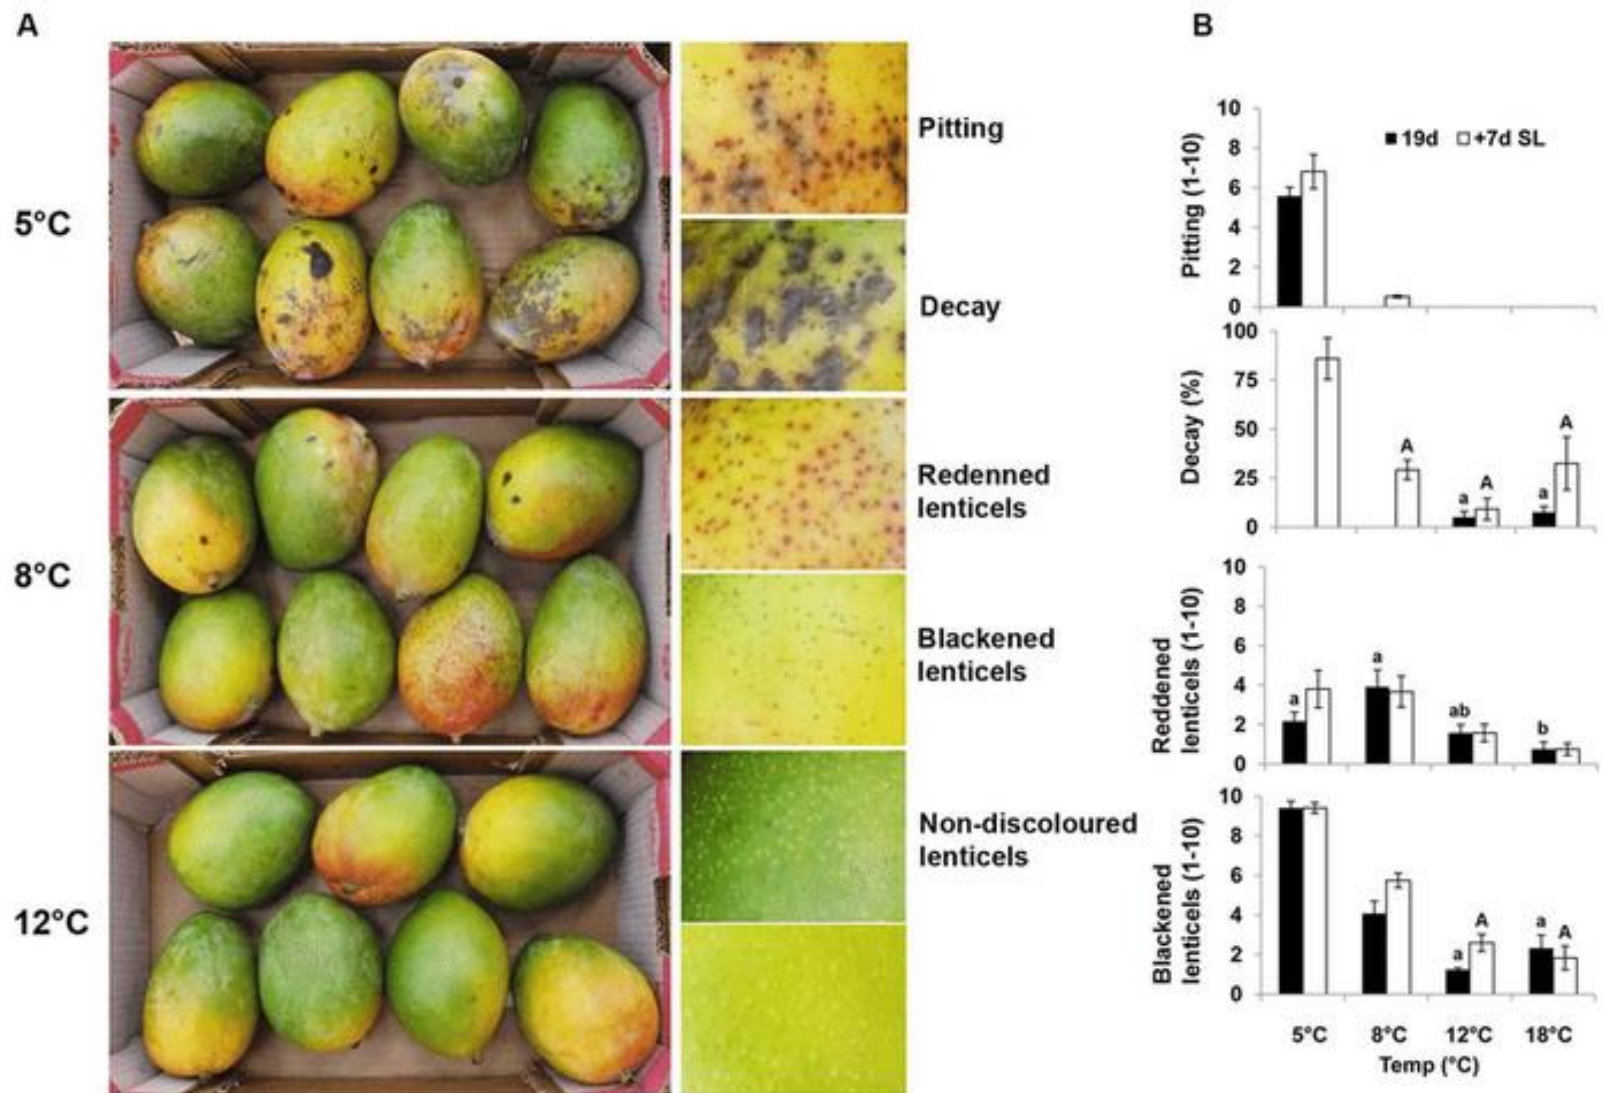 A
5°C
8°C
12°C
Pitting
Decay
Redenned
lenticels
Blackened
lenticels
Non-discoloured
lenticels
B
19d +7d SL
Pitting (1-10)
10
8
6
4
2
0
Decay (%)
100
75
50
25
0
A
a
A
a
A
Reddened
lenticels (1-10)
10
8
6
4
2
0
a
a
ab
b
Blackened
lenticels (1-10)
10
8
6
4
2
0
a
A
a
A
5°C 8°C 12°C 18°C
Temp (°C)